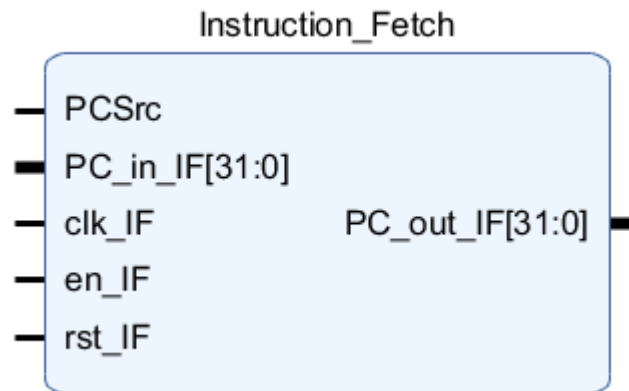 Instruction_Fetch
PCSrc
PC_in_IF[31:0]
clk_IF PC_out_IF[31:0]
en_IF
rst_IF